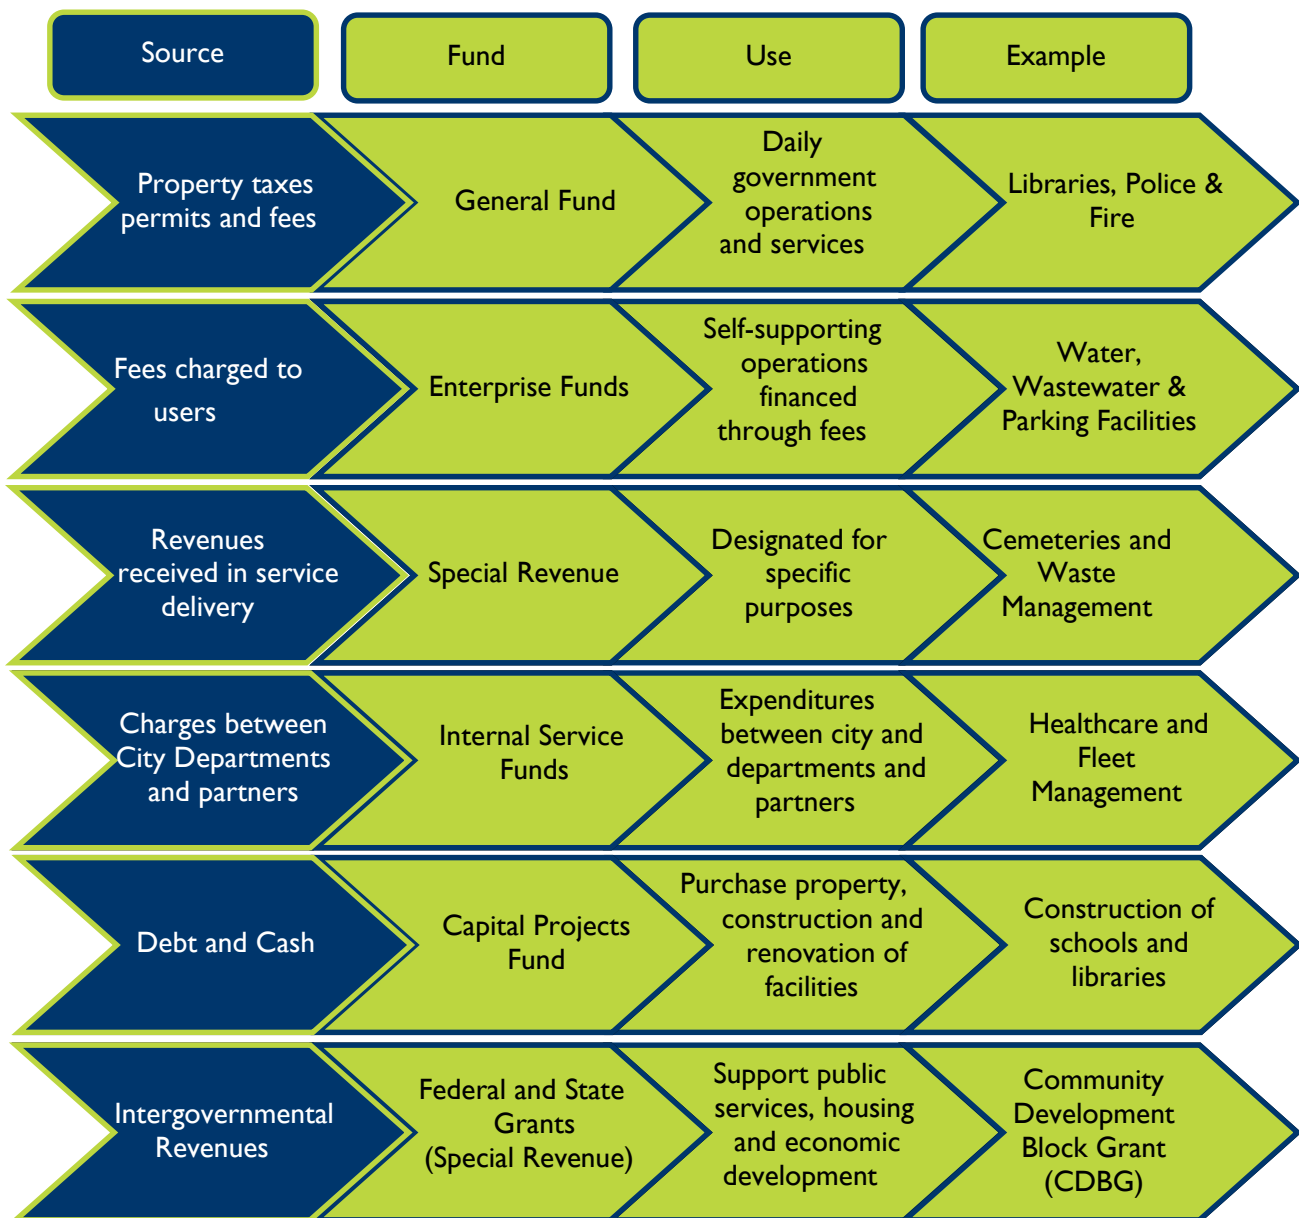 Source
Fund
Use
Example
Property taxes
permits and fees
General Fund
Daily
government
operations
and services
Libraries, Police &
Fire
Fees charged to
users
Enterprise Funds
Self-supporting
operations
financed
through fees
Water,
Wastewater &
Parking Facilities
Revenues
received in service
delivery
Special Revenue
Designated for
specific
purposes
Cemeteries and
Waste
Management
Charges between
City Departments
and partners
Internal Service
Funds
Expenditures
between city and
departments and
partners
Healthcare and
Fleet
Management
Debt and Cash
Capital Projects
Fund
Purchase property,
construction and
renovation of
facilities
Construction of
schools and
libraries
Intergovernmental
Revenues
Federal and State
Grants
(Special Revenue)
Support public
services, housing
and economic
development
Community
Development
Block Grant
(CDBG)